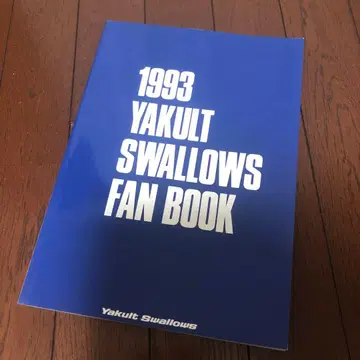 1993
YAKULT
SWALLOWS
FAN BOOK
Yakult Swallows